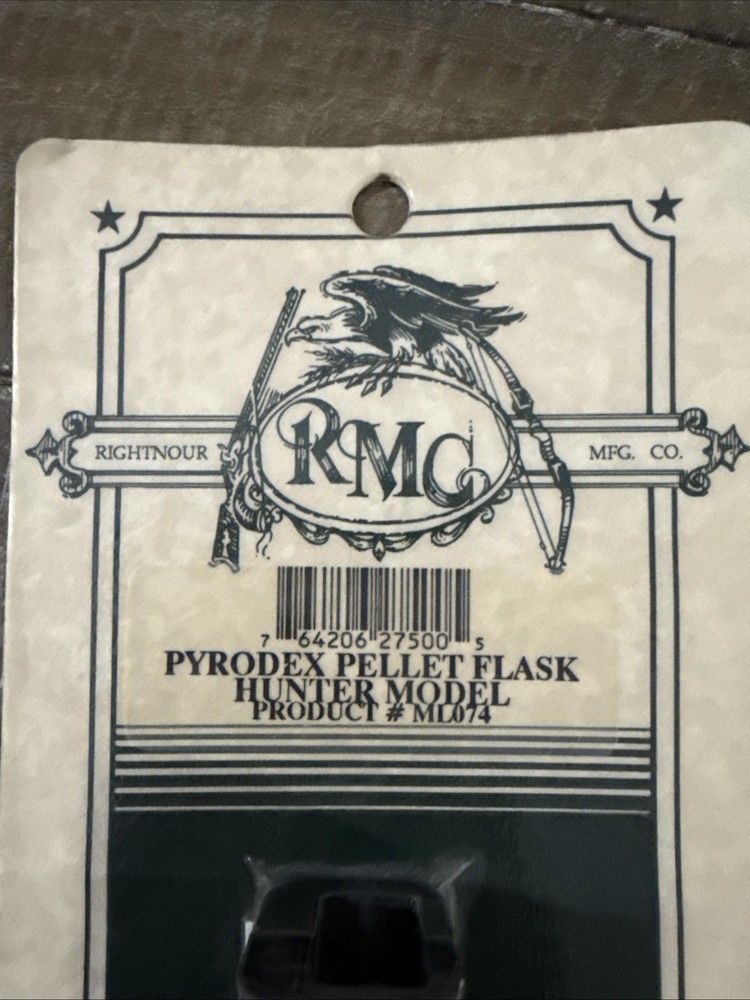 RMC
RIGHTNOUR MFG. CO.
7 64206 27500 5
PYRODEX PELLET FLASK
HUNTER MODEL
PRODUCT # ML074